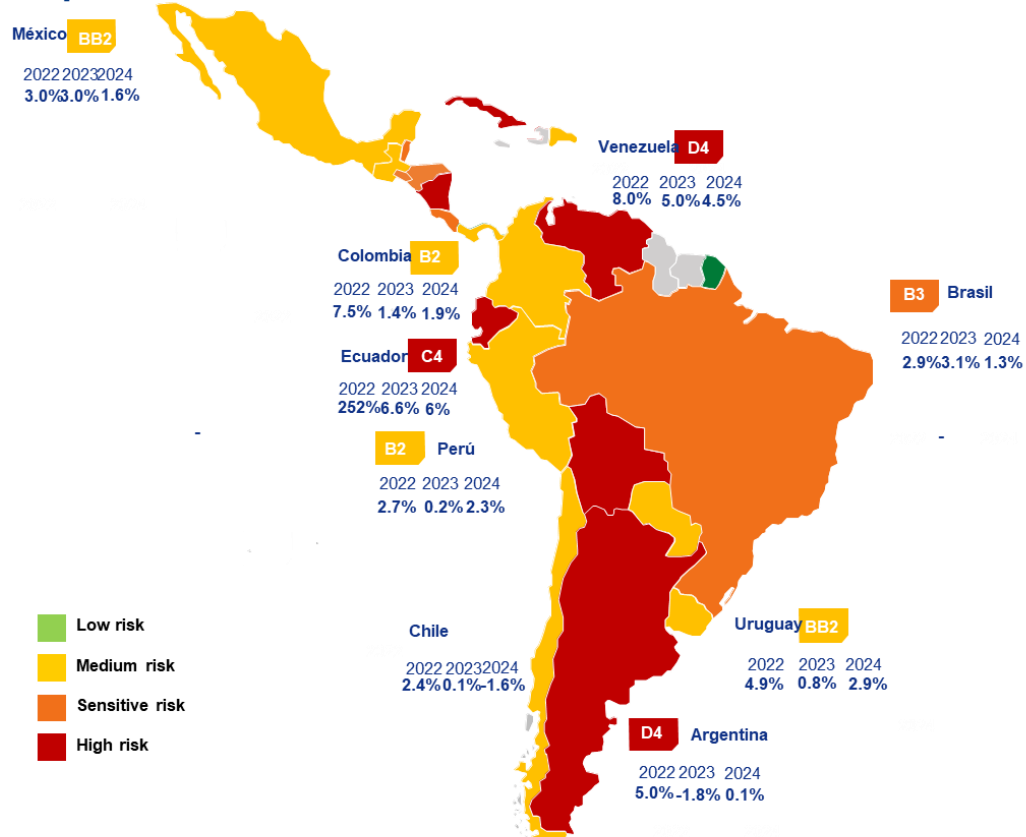 México BB2
2022 2023 2024
3.0% 3.0% 1.6%
Venezuela D4
2022 2023 2024
8.0% 5.0% 4.5%
Colombia B2
2022 2023 2024
7.5% 1.4% 1.9%
B3 Brasil
2022 2023 2024
2.9% 3.1% 1.3%
Ecuador C4
2022 2023 2024
252% 6.6% 6%
B2 Perú
2022 2023 2024
2.7% 0.2% 2.3%
Low risk
Medium risk
Sensitive risk
High risk
Chile
2022 2023 2024
2.4% 0.1% -1.6%
Uruguay BB2
2022 2023 2024
4.9% 0.8% 2.9%
D4 Argentina
2022 2023 2024
5.0% -1.8% 0.1%